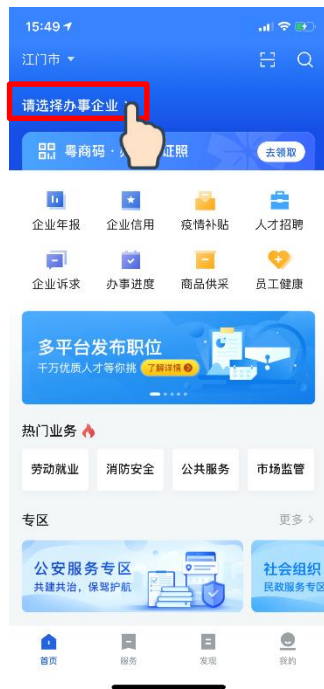 15:49
江门市
请选择办事企业
粤商码·
证照
去领取
企业年报 企业信用 疫情补贴 人才招聘
企业诉求 办事进度 商品供采 员工健康
多平台发布职位
千万优质人才等你挑 了解详情
热门业务
劳动就业 消防安全 公共服务 市场监管
专区 更多
公安服务专区
共建共治，保驾护航
社会组织
民政服务专区
首页 服务 发现 我的